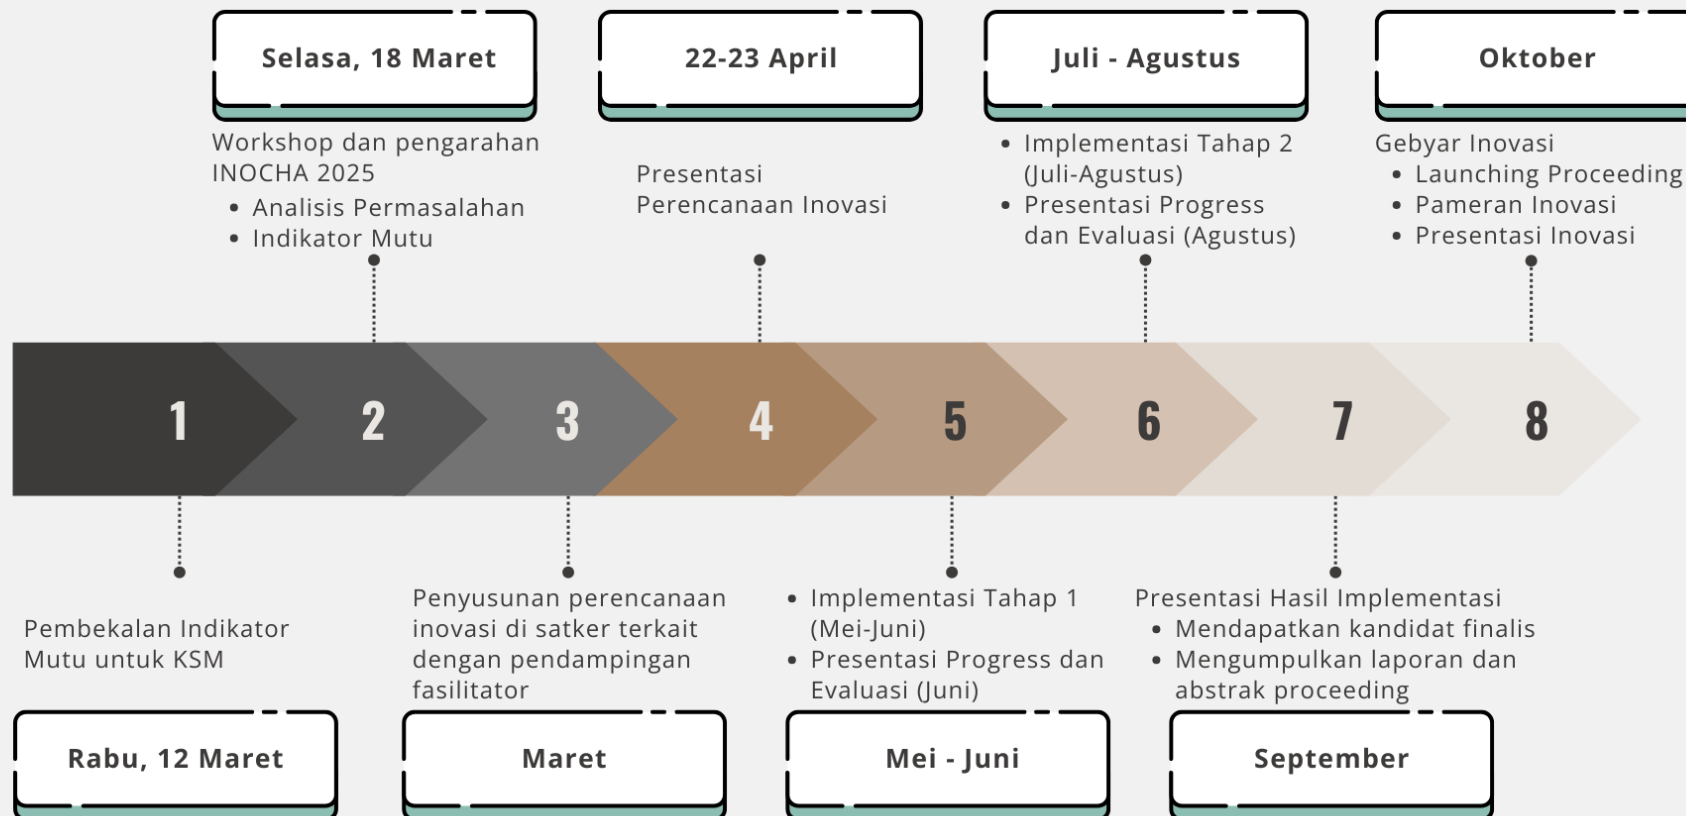 Selasa, 18 Maret
Workshop dan pengarahan
INOCHA 2025
• Analisis Permasalahan
• Indikator Mutu
22-23 April
Presentasi
Perencanaan Inovasi
Juli - Agustus
• Implementasi Tahap 2
(Juli-Agustus)
• Presentasi Progress
dan Evaluasi (Agustus)
Oktober
Gebyar Inovasi
• Launching Proceeding
• Pameran Inovasi
• Presentasi Inovasi
1
2
3
4
5
6
7
8
Pembekalan Indikator
Mutu untuk KSM
Rabu, 12 Maret
Penyusunan perencanaan
inovasi di satker terkait
dengan pendampingan
fasilitator
Maret
• Implementasi Tahap 1
(Mei-Juni)
• Presentasi Progress dan
Evaluasi (Juni)
Mei - Juni
Presentasi Hasil Implementasi
• Mendapatkan kandidat finalis
• Mengumpulkan laporan dan
abstrak proceeding
September